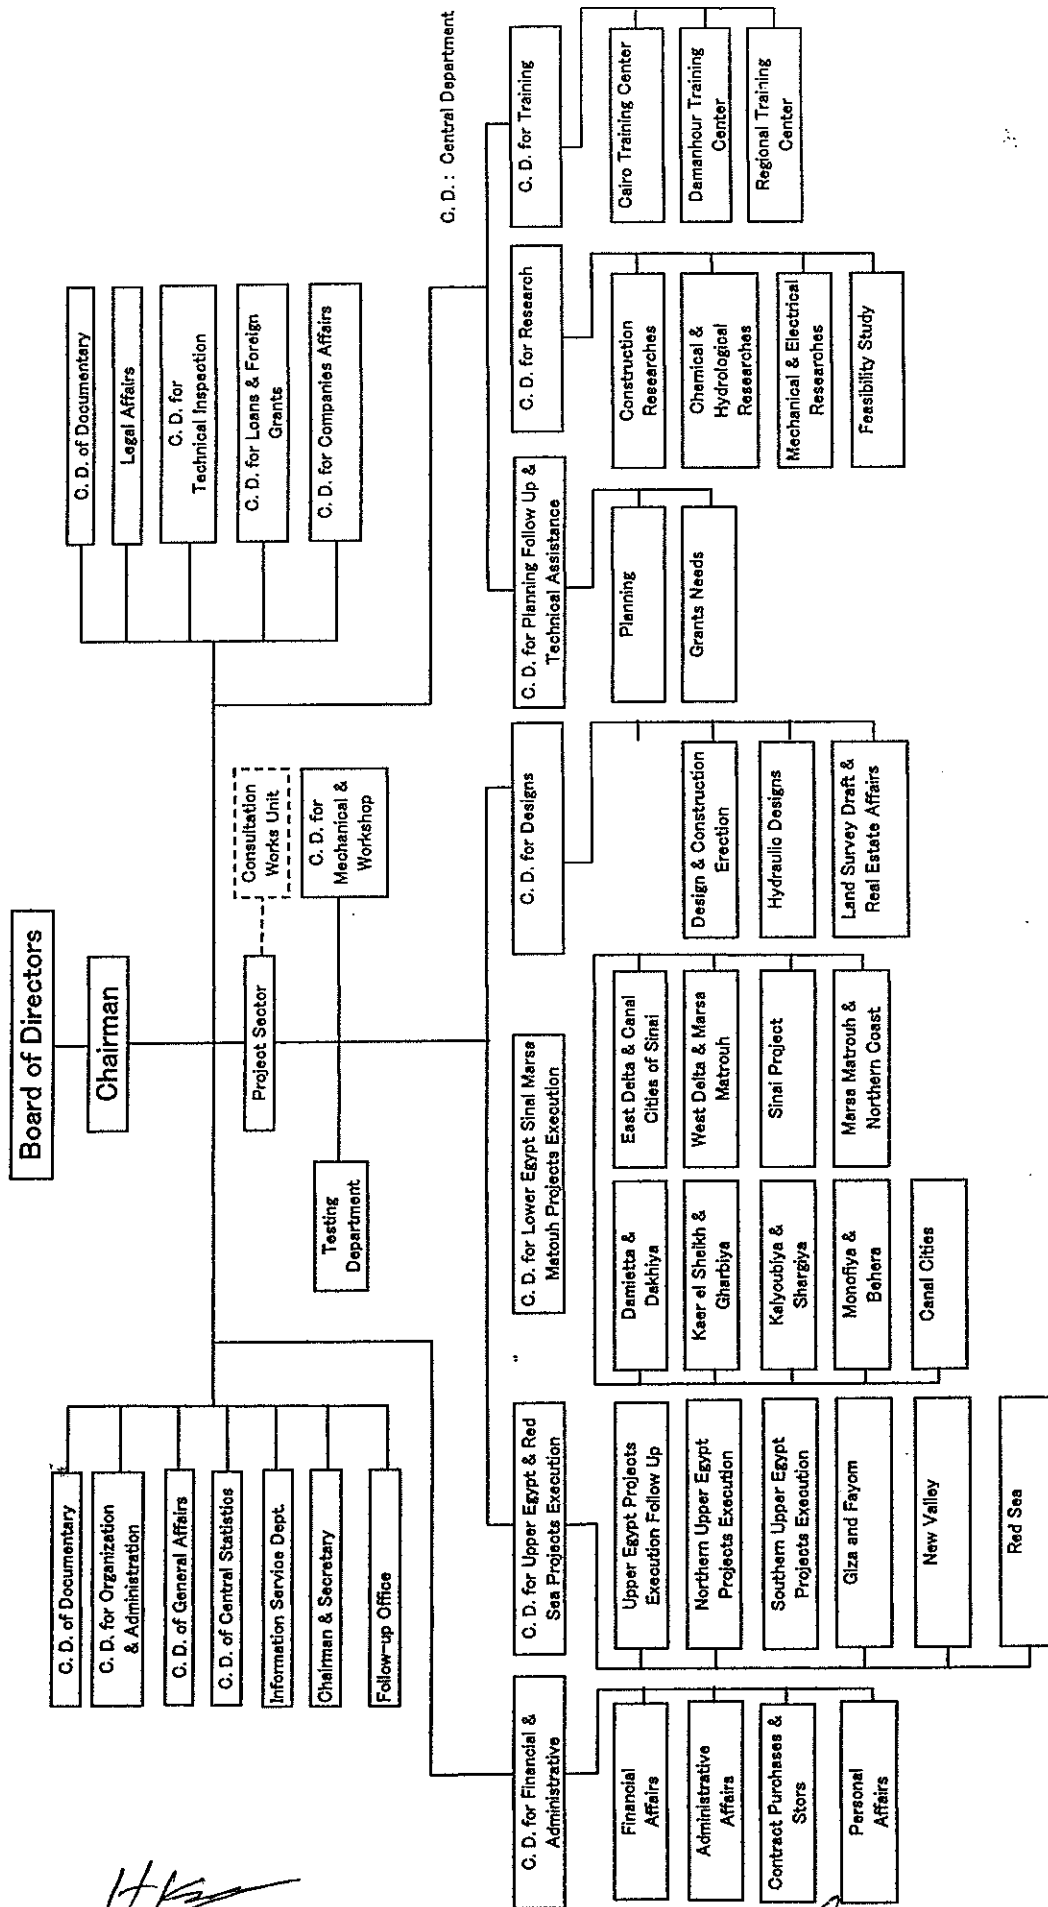 Board of Directors
Chairman
C. D. of Documentary
C. D. for Organization
& Administration
C. D. of General Affairs
C. D. of Central Statistics
Information Service Dept.
Chairman & Secretary
Follow-up Office
C. D. of Documentary
Legal Affairs
C. D. for
Technical Inspection
C. D. for Loans & Foreign
Grants
C. D. for Companies Affairs
Project Sector
Consultation
Works Unit
C. D. for
Mechanical &
Workshop
Testing
Department
C. D. : Central Department
C. D. for Financial &
Administrative
Financial
Affairs
Administrative
Affairs
Contract Purchases &
Stors
Personal
Affairs
C. D. for Upper Egypt & Red
Sea Projects Execution
Upper Egypt Projects
Execution Follow Up
Northern Upper Egypt
Projects Execution
Southern Upper Egypt
Projects Execution
Giza and Fayom
New Valley
Red Sea
C. D. for Lower Egypt Sinai Marsa
Matouh Projects Execution
Damietta &
Dakhiya
Kaer el Sheikh &
Gharbiya
Kalyoubiya &
Shargiya
Monofiya &
Behera
Canal Cities
East Delta & Canal
Cities of Sinai
West Delta & Marsa
Matrouh
Sinai Project
Marsa Matrouh &
Northern Coast
C. D. for Designs
Design & Construction
Erection
Hydraulic Designs
Land Survey Draft &
Real Estate Affairs
C. D. for Planning Follow Up &
Technical Assistance
Planning
Grants Needs
C. D. for Research
Construction
Researches
Chemical &
Hydrological
Researches
Mechanical & Electrical
Researches
Feasibility Study
C. D. for Training
Cairo Training Center
Damanhour Training
Center
Regional Training
Center